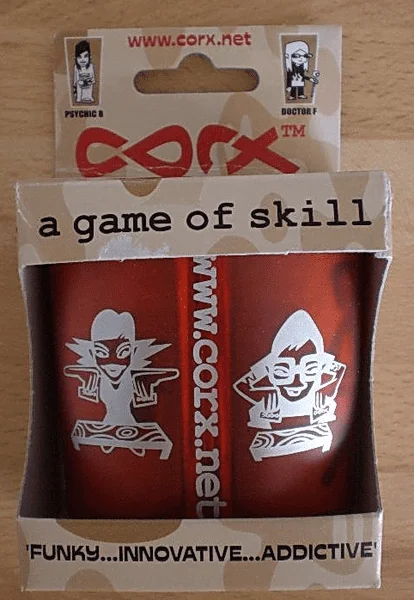 www.corx.net
PSYCHIC B
DOCTOR F
corx™
a game of skill
www.corx.net
'FUNKY...INNOVATIVE...ADDICTIVE'